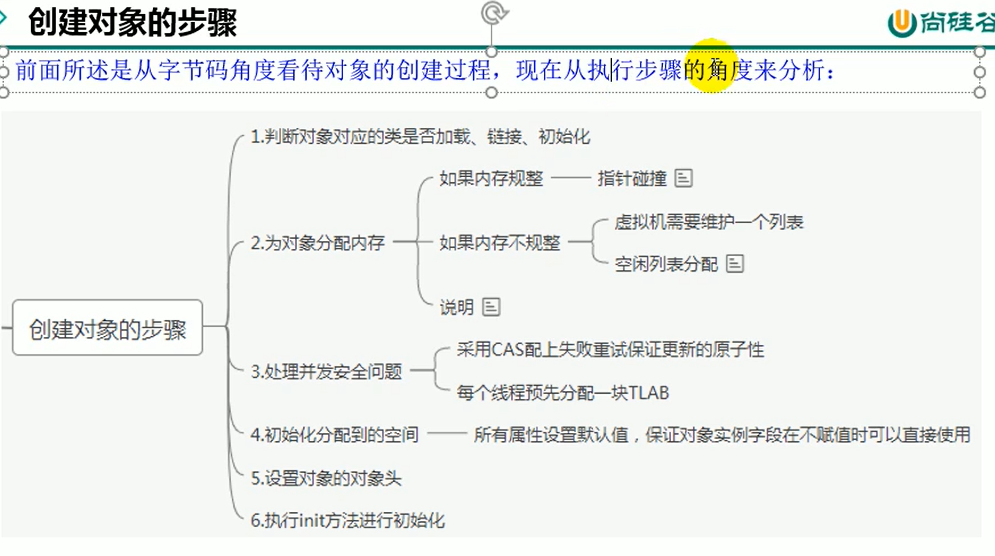 创建对象的步骤
尚硅谷
前面所述是从字节码角度看待对象的创建过程，现在从执行步骤的角度来分析：
1.判断对象对应的类是否加载、链接、初始化
如果内存规整
指针碰撞
2.为对象分配内存
如果内存不规整
虚拟机需要维护一个列表
空闲列表分配
说明
创建对象的步骤
3.处理并发安全问题
采用CAS配上失败重试保证更新的原子性
每个线程预先分配一块TLAB
4.初始化分配到的空间
所有属性设置默认值，保证对象实例字段在不赋值时可以直接使用
5.设置对象的对象头
6.执行init方法进行初始化